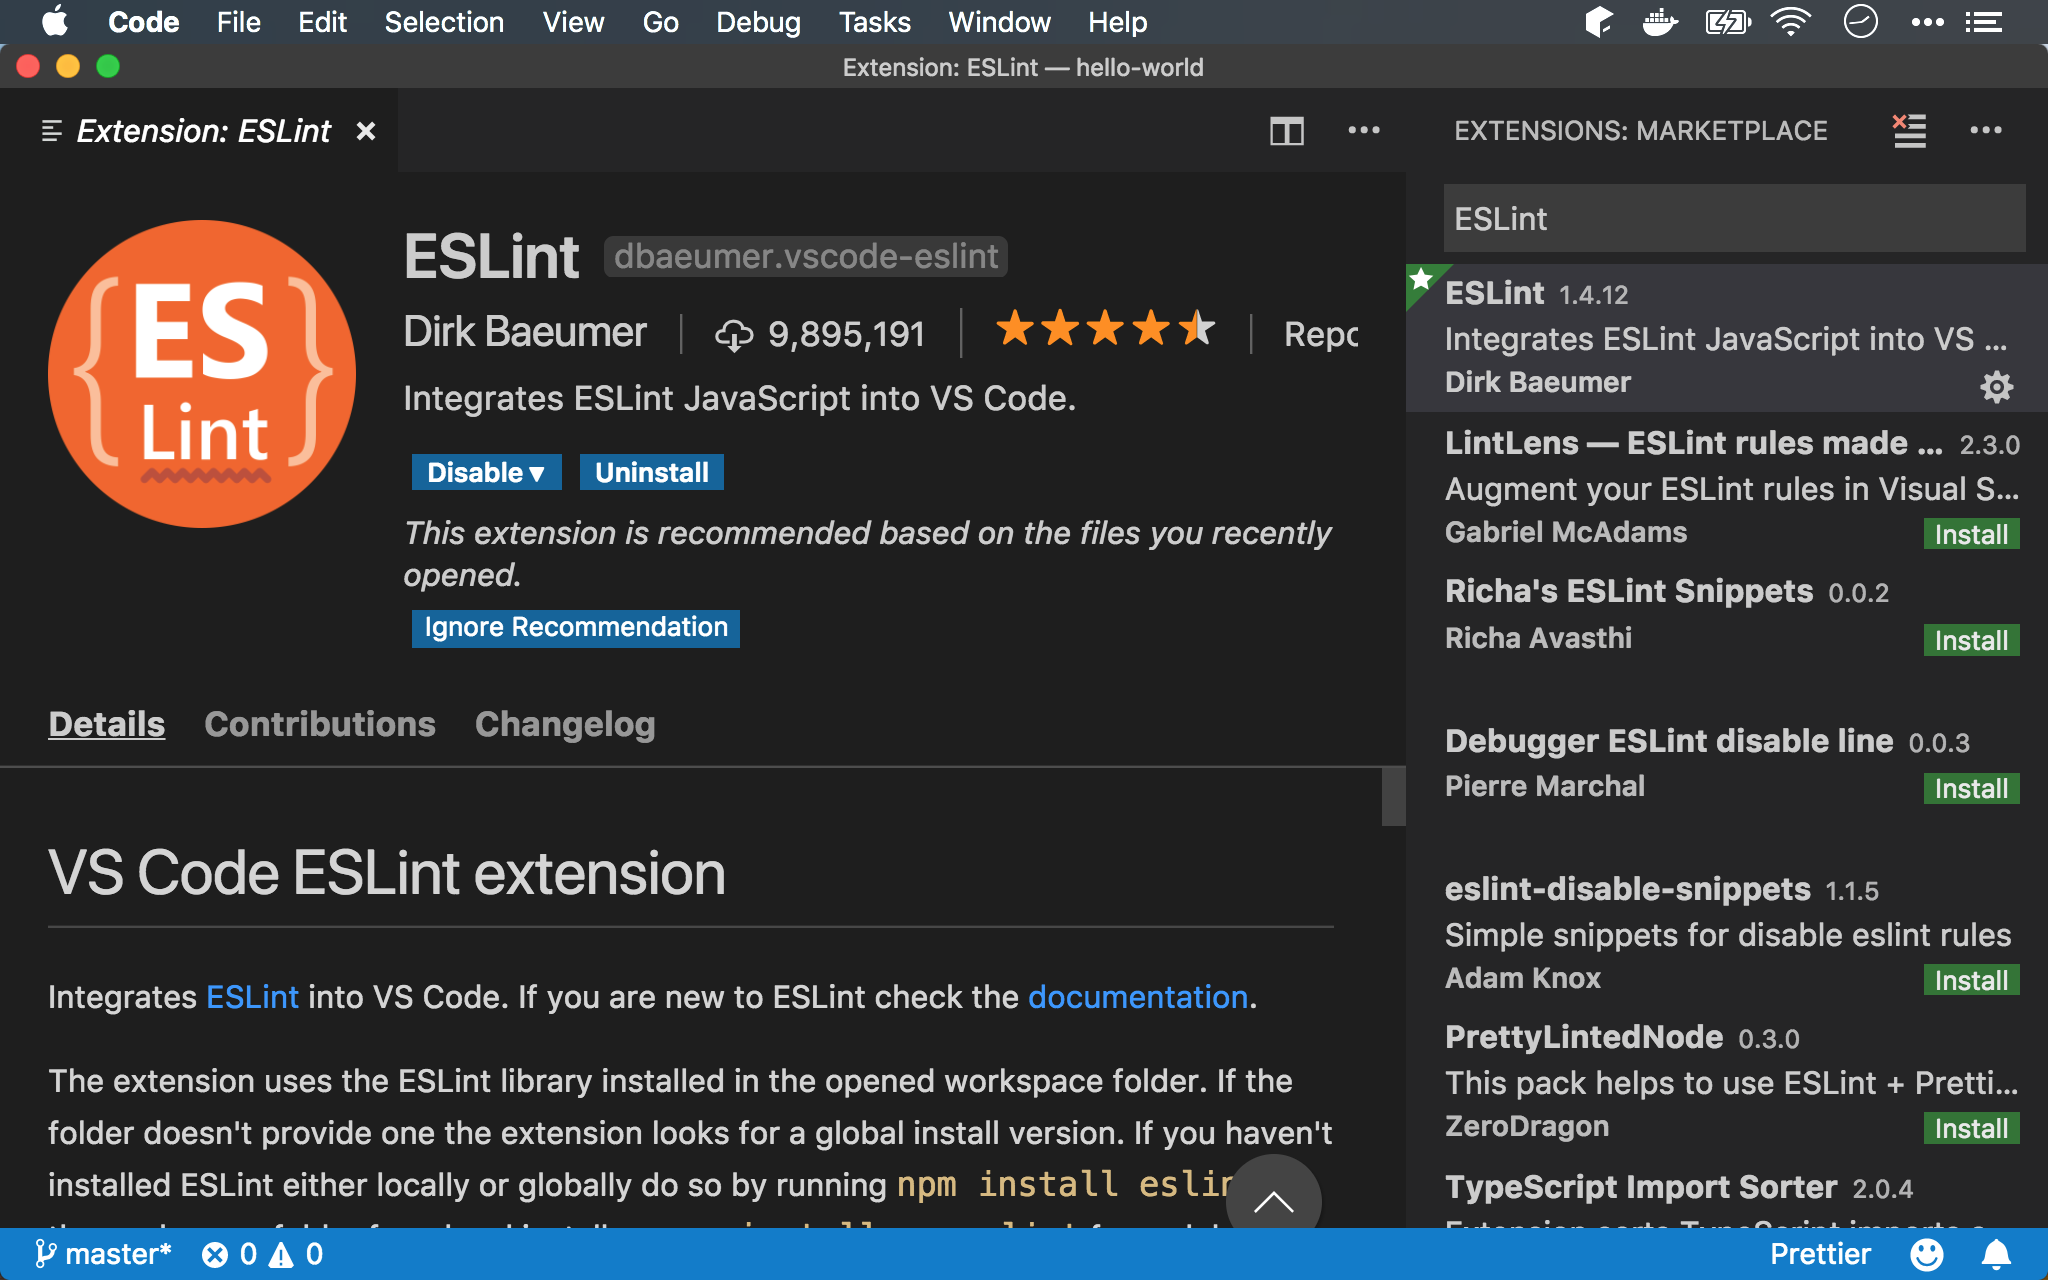 Code File Edit Selection View Go Debug Tasks Window Help
Extension: ESLint — hello-world
Extension: ESLint
ES
Lint
ESLint dbaeumer.vscode-eslint
Dirk Baeumer | 9,895,191 | Repo
Integrates ESLint JavaScript into VS Code.
Disable ▼ Uninstall
This extension is recommended based on the files you recently
opened.
Ignore Recommendation
Details Contributions Changelog
VS Code ESLint extension
Integrates ESLint into VS Code. If you are new to ESLint check the documentation.
The extension uses the ESLint library installed in the opened workspace folder. If the
folder doesn't provide one the extension looks for a global install version. If you haven't
installed ESLint either locally or globally do so by running npm install eslin
EXTENSIONS: MARKETPLACE
ESLint
ESLint 1.4.12
Integrates ESLint JavaScript into VS ...
Dirk Baeumer
LintLens — ESLint rules made ... 2.3.0
Augment your ESLint rules in Visual S...
Gabriel McAdams Install
Richa's ESLint Snippets 0.0.2
Richa Avasthi Install
Debugger ESLint disable line 0.0.3
Pierre Marchal Install
eslint-disable-snippets 1.1.5
Simple snippets for disable eslint rules
Adam Knox Install
PrettyLintedNode 0.3.0
This pack helps to use ESLint + Pretti...
ZeroDragon Install
TypeScript Import Sorter 2.0.4
master* 0 0 Prettier